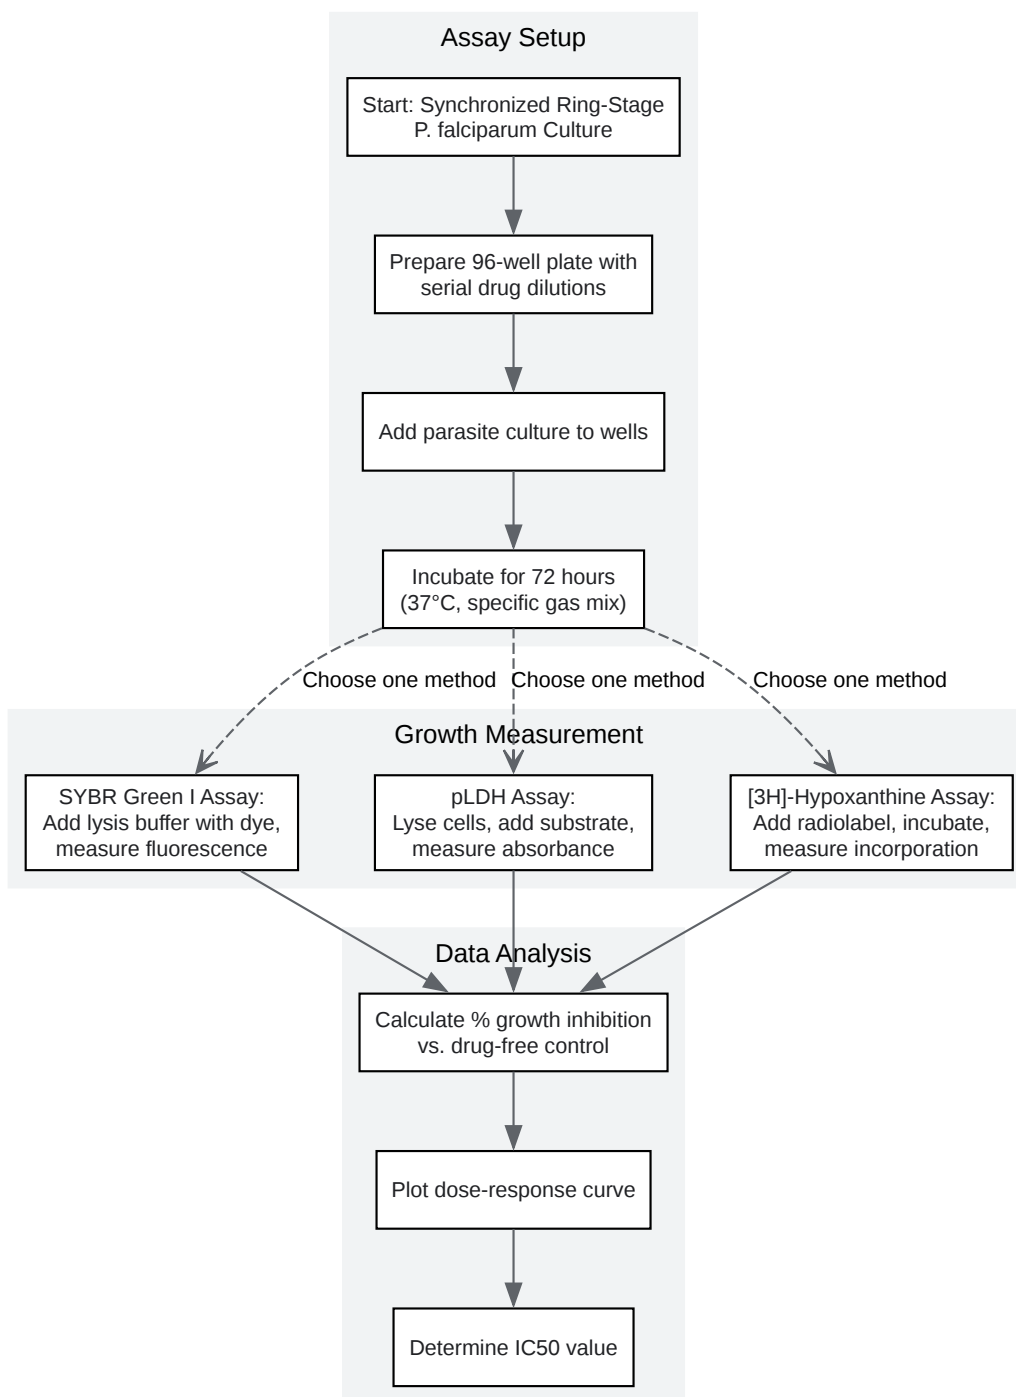 Assay Setup
Start: Synchronized Ring-Stage
P. falciparum Culture
Prepare 96-well plate with
serial drug dilutions
Add parasite culture to wells
Incubate for 72 hours
(37°C, specific gas mix)
Choose one method
Choose one method
Choose one method
Growth Measurement
SYBR Green I Assay:
Add lysis buffer with dye,
measure fluorescence
pLDH Assay:
Lyse cells, add substrate,
measure absorbance
[3H]-Hypoxanthine Assay:
Add radiolabel, incubate,
measure incorporation
Data Analysis
Calculate % growth inhibition
vs. drug-free control
Plot dose-response curve
Determine IC50 value